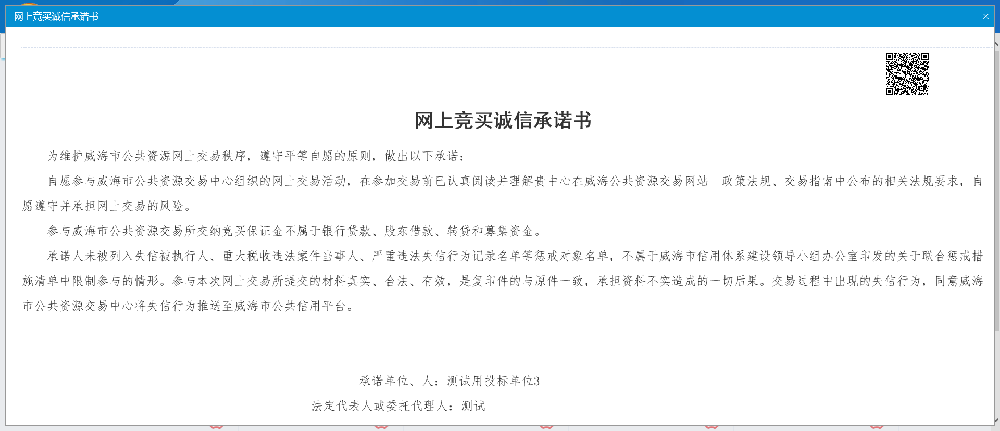 网上竞买诚信承诺书
网上竞买诚信承诺书
为维护威海市公共资源网上交易秩序，遵守平等自愿的原则，做出以下承诺：
自愿参与威海市公共资源交易中心组织的网上交易活动，在参加交易前已认真阅读并理解贵中心在威海公共资源交易网站--政策法规、交易指南中公布的相关法规要求，自
愿遵守并承担网上交易的风险。
参与威海市公共资源交易所交纳竞买保证金不属于银行贷款、股东借款、转贷和募集资金。
承诺人未被列入失信被执行人、重大税收违法案件当事人、严重违法失信行为记录名单等惩戒对象名单，不属于威海市信用体系建设领导小组办公室印发的关于联合惩戒措
施清单中限制参与的情形。参与本次网上交易所提交的材料真实、合法、有效，是复印件的与原件一致，承担资料不实造成的一切后果。交易过程中出现的失信行为，同意威海
市公共资源交易中心将失信行为推送至威海市公共信用平台。
承诺单位、人：测试用投标单位3
法定代表人或委托代理人：测试